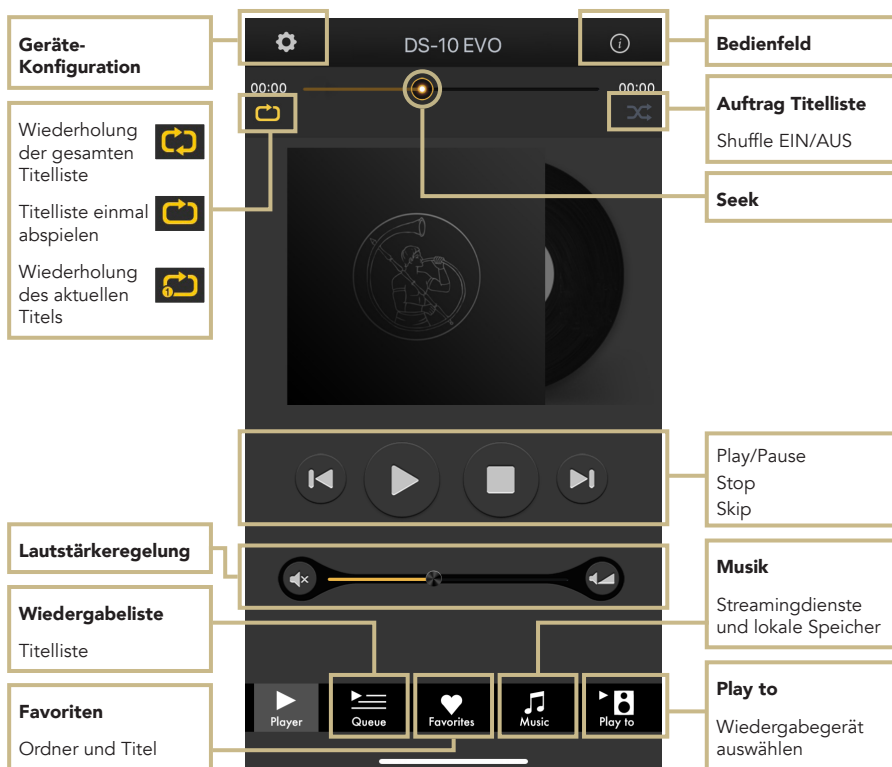 Geräte-
Konfiguration
Wiederholung
der gesamten
Titelliste
Titelliste einmal
abspielen
Wiederholung
des aktuellen
Titels
1
Lautstärkeregelung
Wiedergabeliste
Titelliste
Favoriten
Ordner und Titel
DS-10 EVO
i
00:00
00:00
Player
Queue
Favorites
Music
Play to
Bedienfeld
Auftrag Titelliste
Shuffle EIN/AUS
Seek
Play/Pause
Stop
Skip
Musik
Streamingdienste
und lokale Speicher
Play to
Wiedergabegerät
auswählen